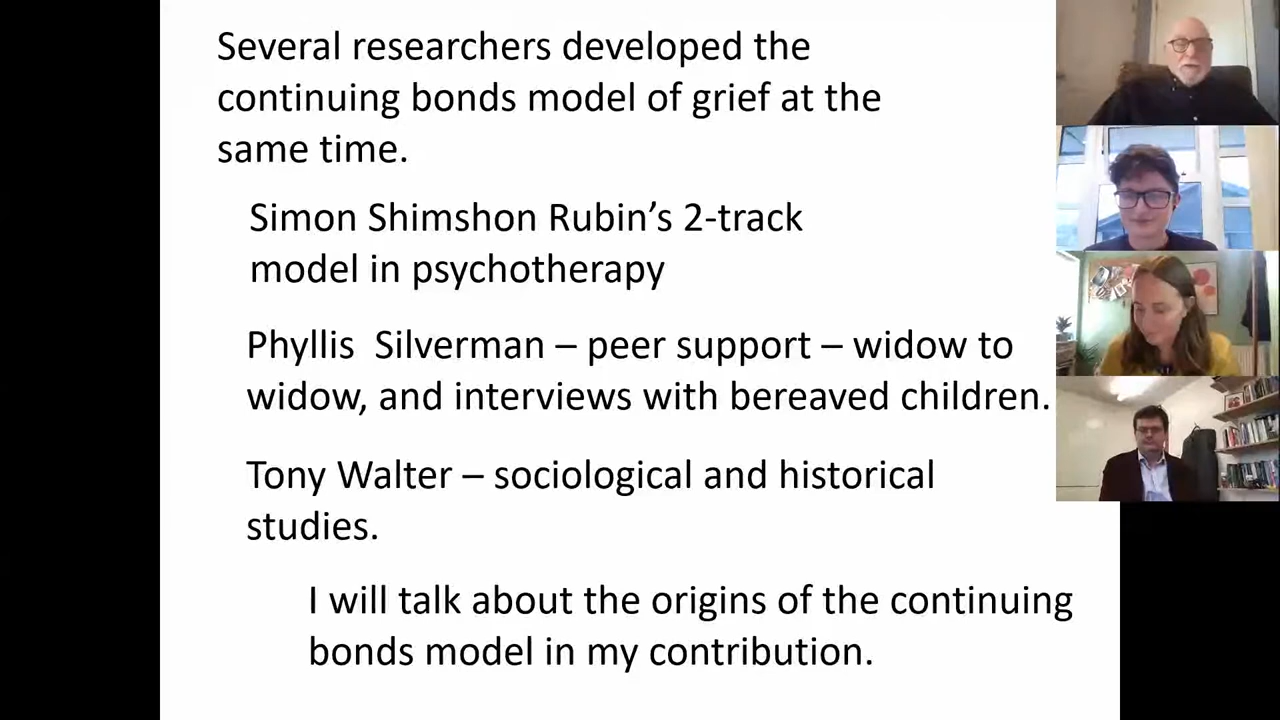 Several researchers developed the
continuing bonds model of grief at the
same time.
Simon Shimshon Rubin’s 2-track
model in psychotherapy
Phyllis  Silverman – peer support – widow to
widow, and interviews with bereaved children.
Tony Walter – sociological and historical
studies.
I will talk about the origins of the continuing
bonds model in my contribution.